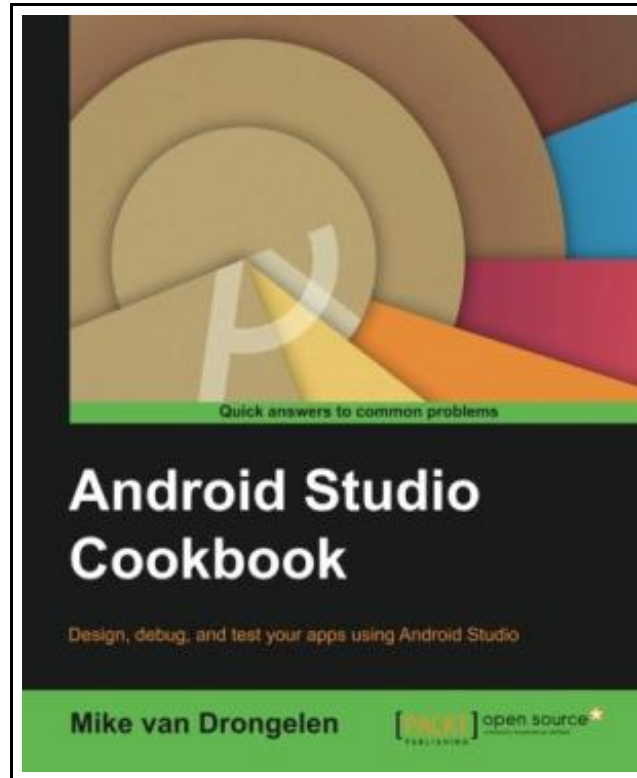 Quick answers to common problems
Android Studio
Cookbook
Design, debug, and test your apps using Android Studio
Mike van Drongelen
[PACKT] open source*
PUBLISHING